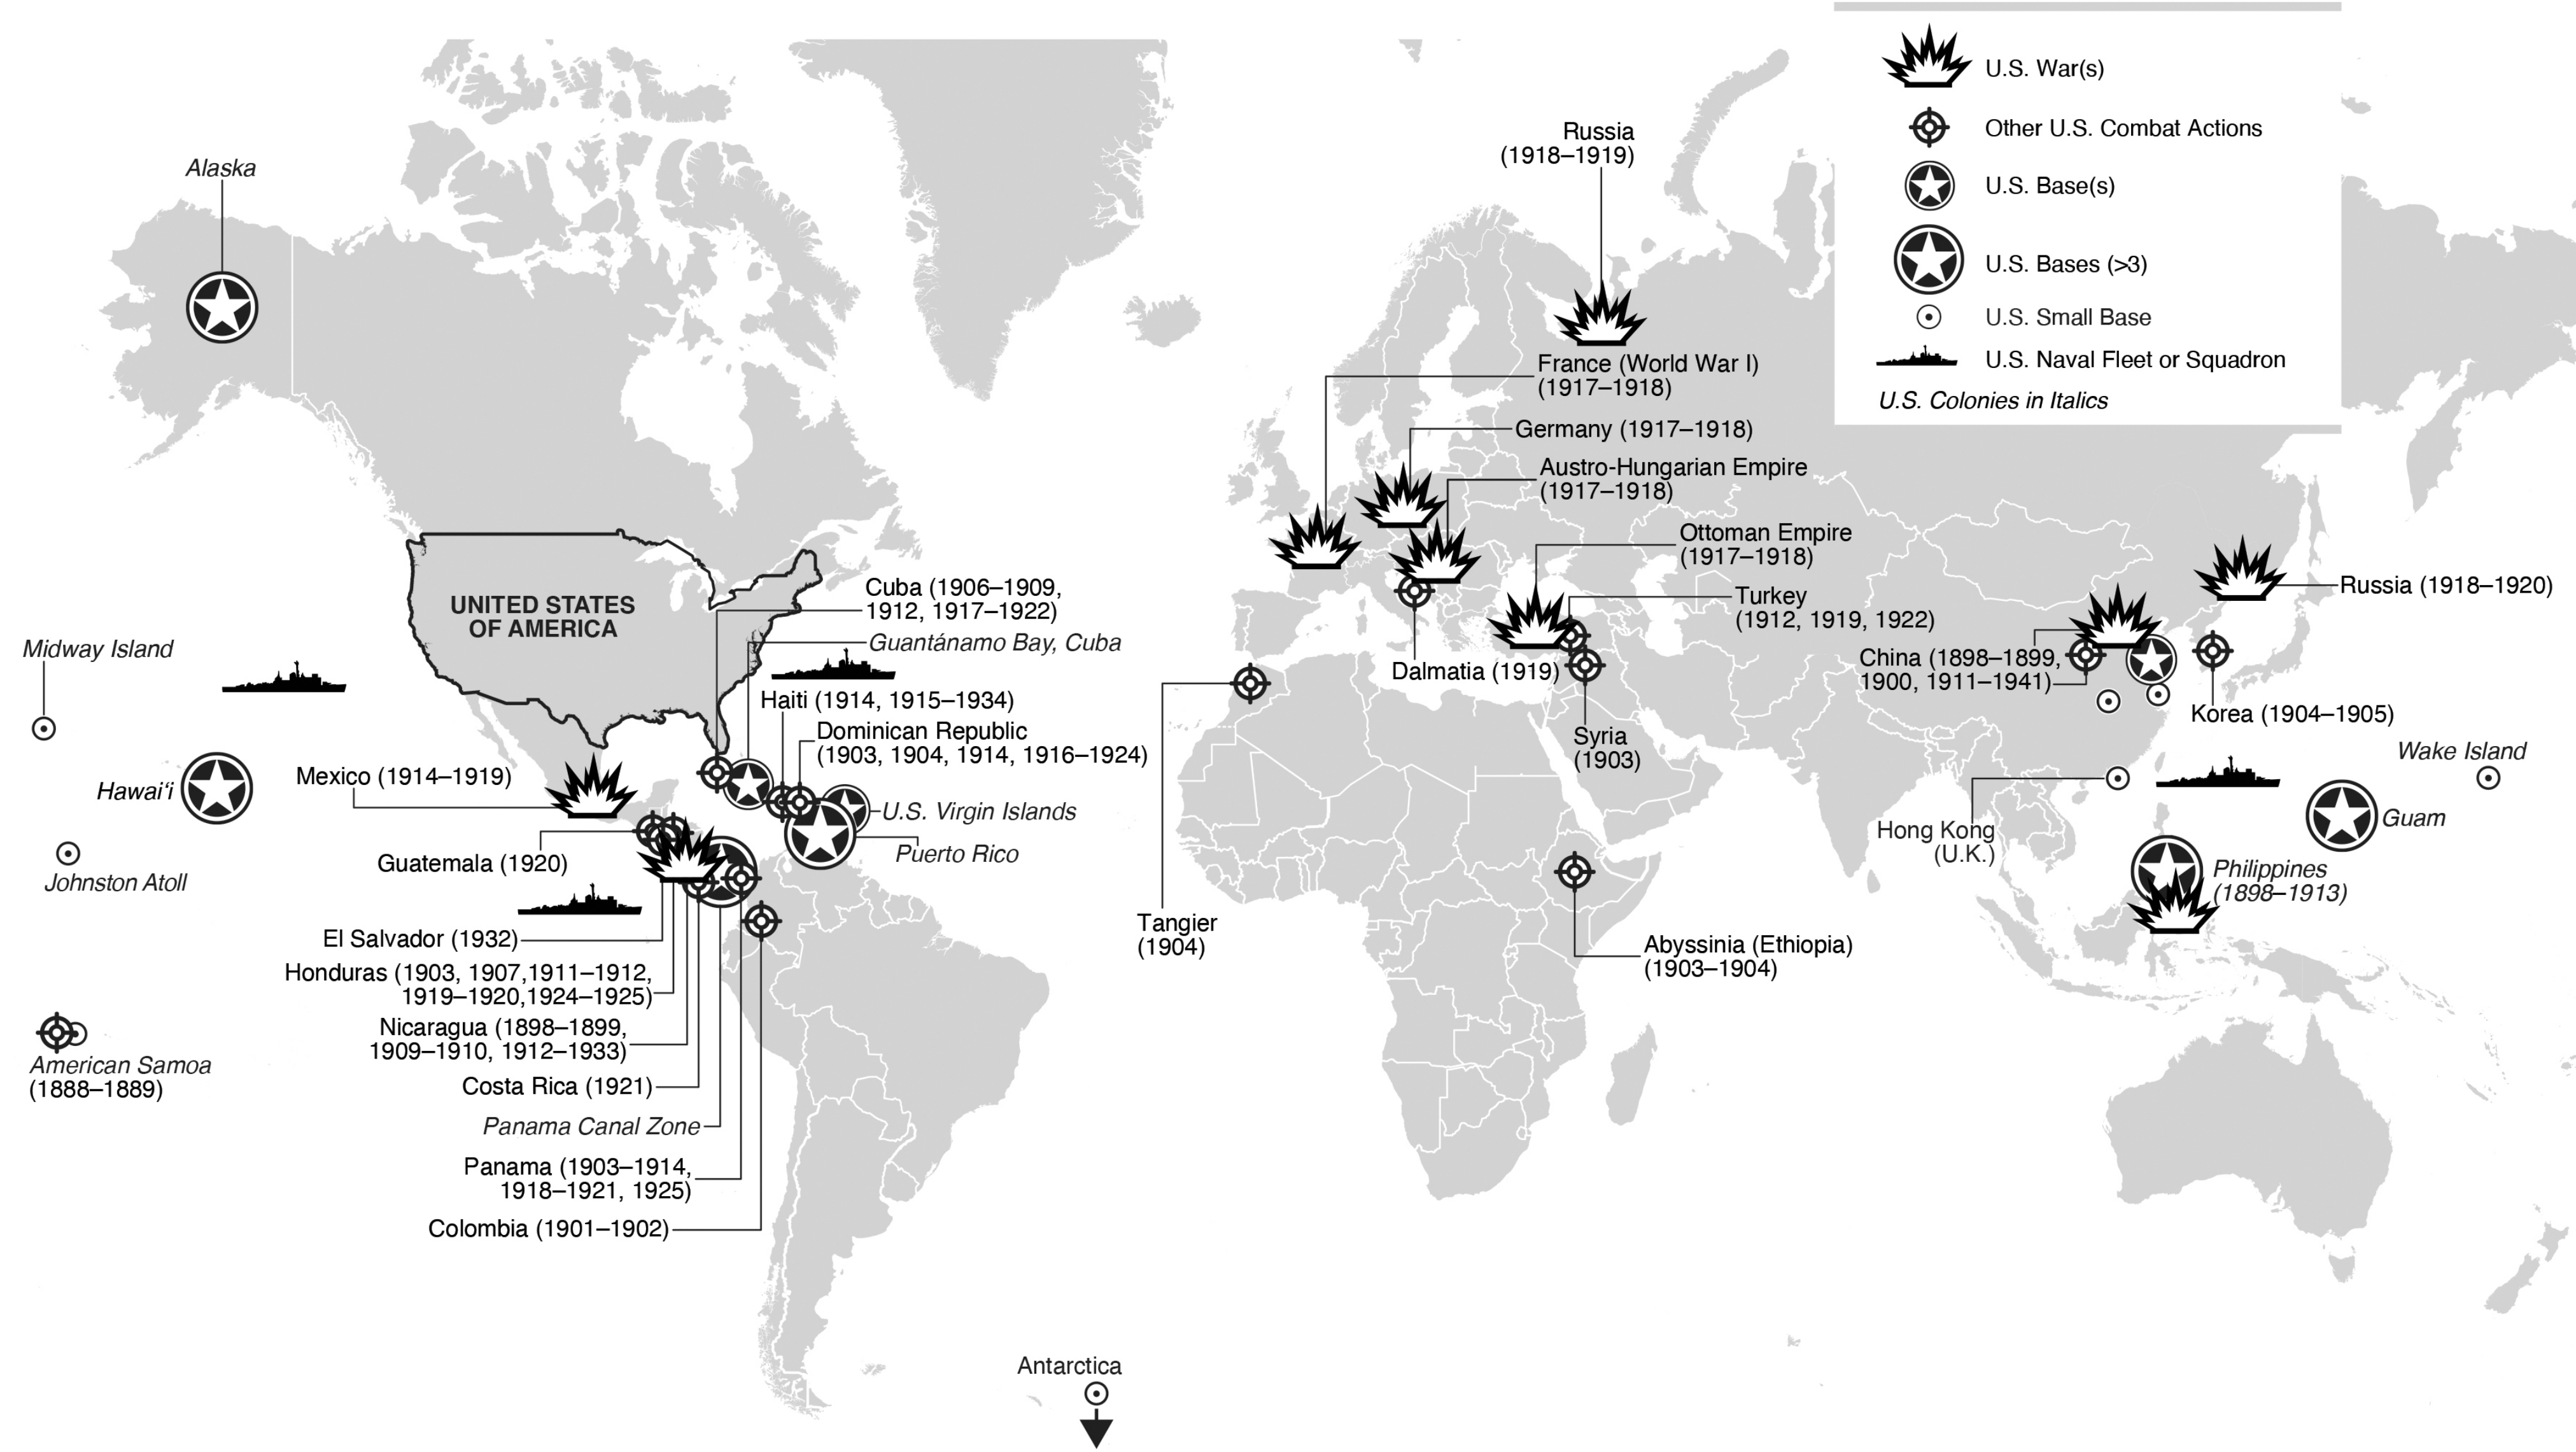 U.S. War(s)
Other U.S. Combat Actions
U.S. Base(s)
U.S. Bases (>3)
U.S. Small Base
U.S. Naval Fleet or Squadron
U.S. Colonies in Italics
Alaska
Russia
(1918–1919)
France (World War I)
(1917–1918)
Germany (1917–1918)
Austro-Hungarian Empire
(1917–1918)
Ottoman Empire
(1917–1918)
Turkey
(1912, 1919, 1922)
Russia (1918–1920)
UNITED STATES
OF AMERICA
Cuba (1906–1909,
1912, 1917–1922)
Guantánamo Bay, Cuba
Midway Island
Haiti (1914, 1915–1934)
Dominican Republic
(1903, 1904, 1914, 1916–1924)
Dalmatia (1919)
China (1898–1899,
1900, 1911–1941)
Korea (1904–1905)
Syria
(1903)
Wake Island
Hawai‘i
Mexico (1914–1919)
U.S. Virgin Islands
Puerto Rico
Guam
Hong Kong
(U.K.)
Guatemala (1920)
Johnston Atoll
Philippines
(1898–1913)
Tangier
(1904)
El Salvador (1932)
Abyssinia (Ethiopia)
(1903–1904)
Honduras (1903, 1907,1911–1912,
1919–1920,1924–1925)
Nicaragua (1898–1899,
1909–1910, 1912–1933)
American Samoa
(1888–1889)
Costa Rica (1921)
Panama Canal Zone
Panama (1903–1914,
1918–1921, 1925)
Colombia (1901–1902)
Antarctica